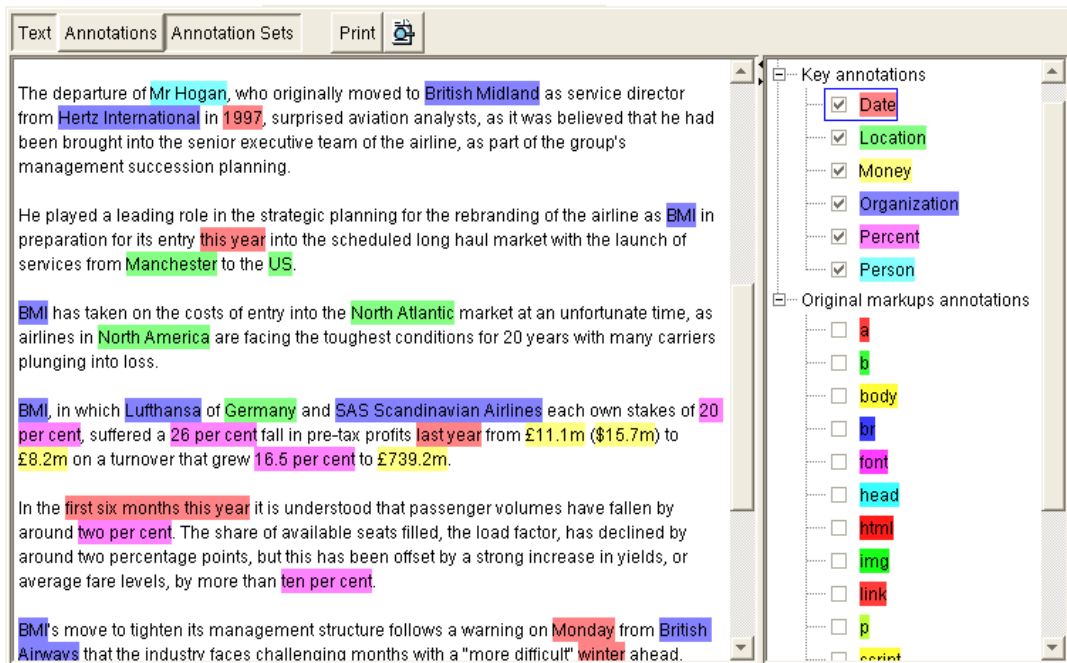 Text Annotations Annotation Sets Print
The departure of Mr Hogan, who originally moved to British Midland as service director
from Hertz International in 1997, surprised aviation analysts, as it was believed that he had
been brought into the senior executive team of the airline, as part of the group's
management succession planning.
He played a leading role in the strategic planning for the rebranding of the airline as BMI in
preparation for its entry this year into the scheduled long haul market with the launch of
services from Manchester to the US.
BMI has taken on the costs of entry into the North Atlantic market at an unfortunate time, as
airlines in North America are facing the toughest conditions for 20 years with many carriers
plunging into loss.
BMI, in which Lufthansa of Germany and SAS Scandinavian Airlines each own stakes of 20
per cent, suffered a 26 per cent fall in pre-tax profits last year from £11.1m ($15.7m) to
£8.2m on a turnover that grew 16.5 per cent to £739.2m.
In the first six months this year it is understood that passenger volumes have fallen by
around two per cent. The share of available seats filled, the load factor, has declined by
around two percentage points, but this has been offset by a strong increase in yields, or
average fare levels, by more than ten per cent.
BMI's move to tighten its management structure follows a warning on Monday from British
Airways that the industry faces challenging months with a "more difficult" winter ahead.
Key annotations
Date
Location
Money
Organization
Percent
Person
Original markups annotations
a
b
body
br
font
head
html
img
link
p
script